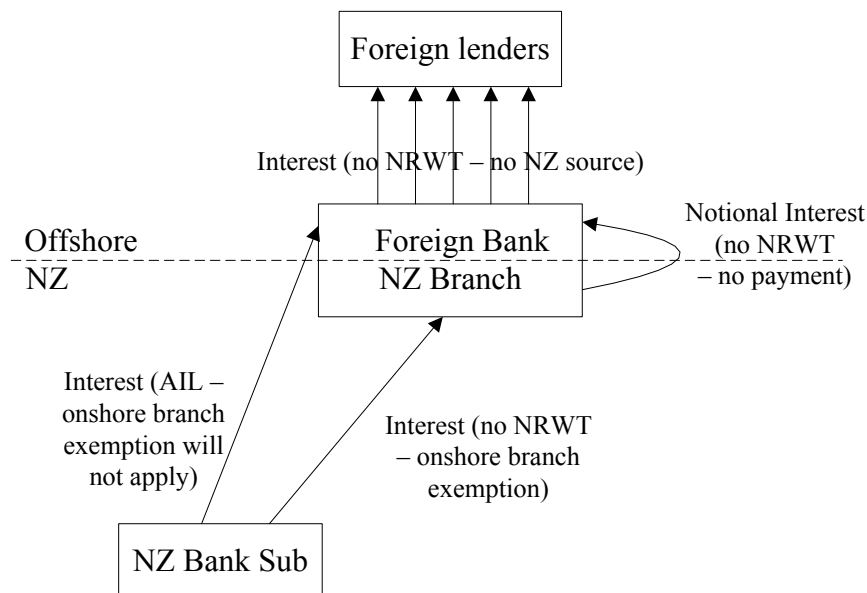 Foreign lenders
Interest (no NRWT – no NZ source)
Notional Interest
(no NRWT
– no payment)
Offshore
NZ
Foreign Bank
NZ Branch
Interest (AIL –
onshore branch
exemption will
not apply)
Interest (no NRWT
– onshore branch
exemption)
NZ Bank Sub